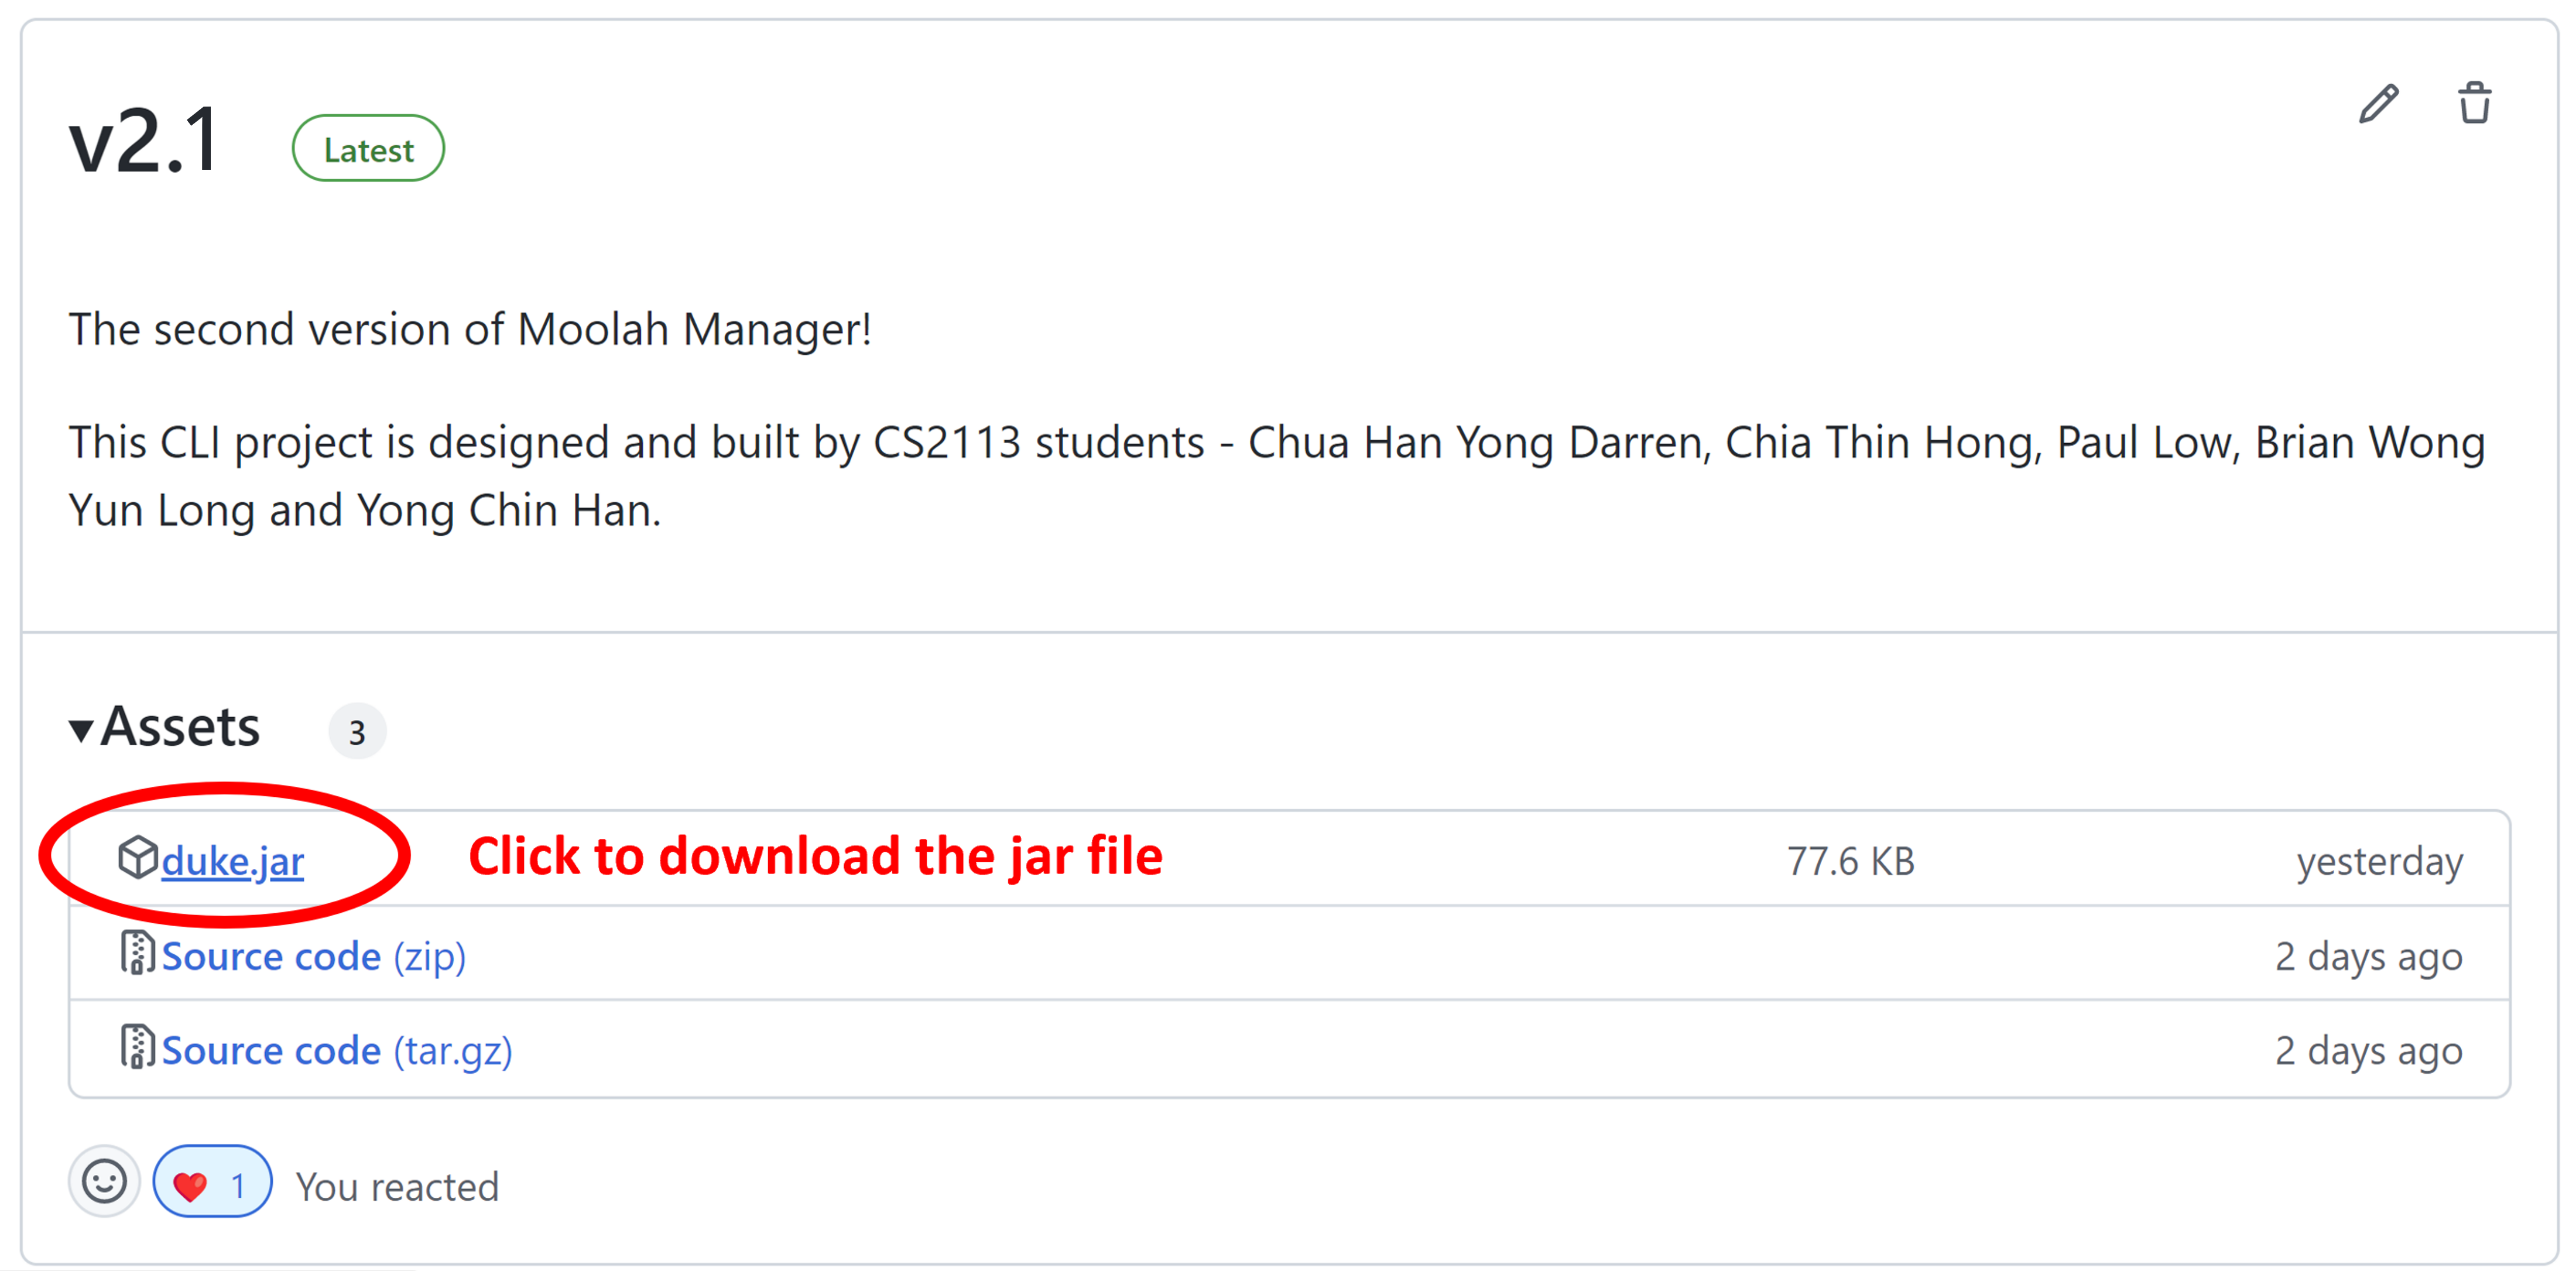 v2.1 Latest
The second version of Moolah Manager!
This CLI project is designed and built by CS2113 students - Chua Han Yong Darren, Chia Thin Hong, Paul Low, Brian Wong
Yun Long and Yong Chin Han.
Assets 3
duke.jar Click to download the jar file 77.6 KB yesterday
Source code (zip) 2 days ago
Source code (tar.gz) 2 days ago
1 You reacted